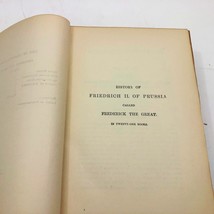 HISTORY OF
FRIEDRICH II. OF PRUSSIA
CALLED
FREDERICK THE GREAT.
IN TWENTY-ONE BOOKS.